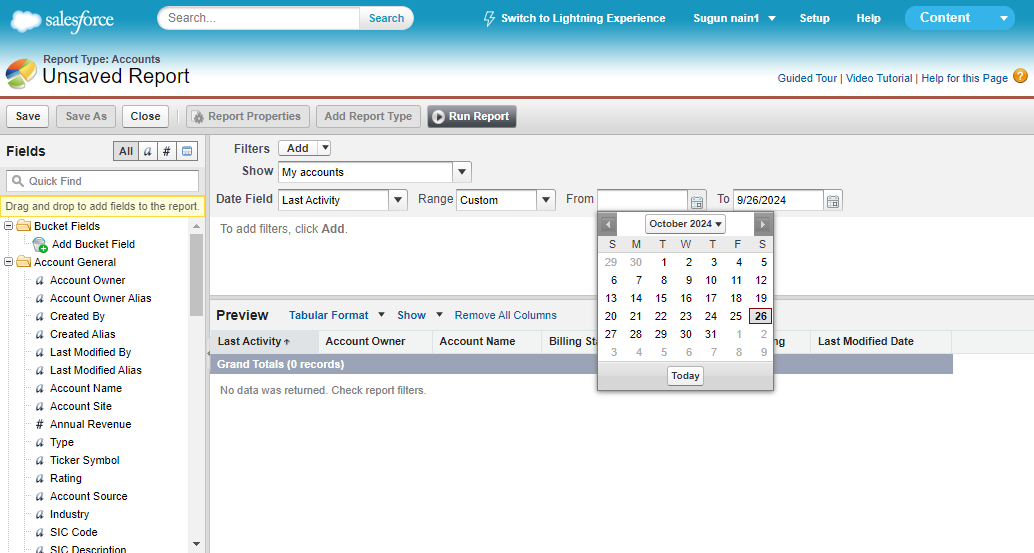 salesforce
Search...
Search
Switch to Lightning Experience
Sugun nain1
Setup
Help
Content
Report Type: Accounts
Unsaved Report
Guided Tour | Video Tutorial | Help for this Page ?
Save
Save As
Close
Report Properties
Add Report Type
Run Report
Fields
All a #
Quick Find
Drag and drop to add fields to the report.
Bucket Fields
Add Bucket Field
Account General
a Account Owner
a Account Owner Alias
a Created By
a Created Alias
a Last Modified By
a Last Modified Alias
a Account Name
a Account Site
# Annual Revenue
a Type
a Ticker Symbol
a Rating
a Account Source
a Industry
a SIC Code
a SIC Description
Filters Add
Show My accounts
Date Field Last Activity Range Custom From To 9/26/2024
To add filters, click Add.
October 2024
S M T W T F S
29 30 1 2 3 4 5
6 7 8 9 10 11 12
13 14 15 16 17 18 19
20 21 22 23 24 25 26
27 28 29 30 31 1 2
3 4 5 6 7 8 9
Today
Preview Tabular Format Show Remove All Columns
Last Activity Account Owner Account Name Billing Sta ng Last Modified Date
Grand Totals (0 records)
No data was returned. Check report filters.